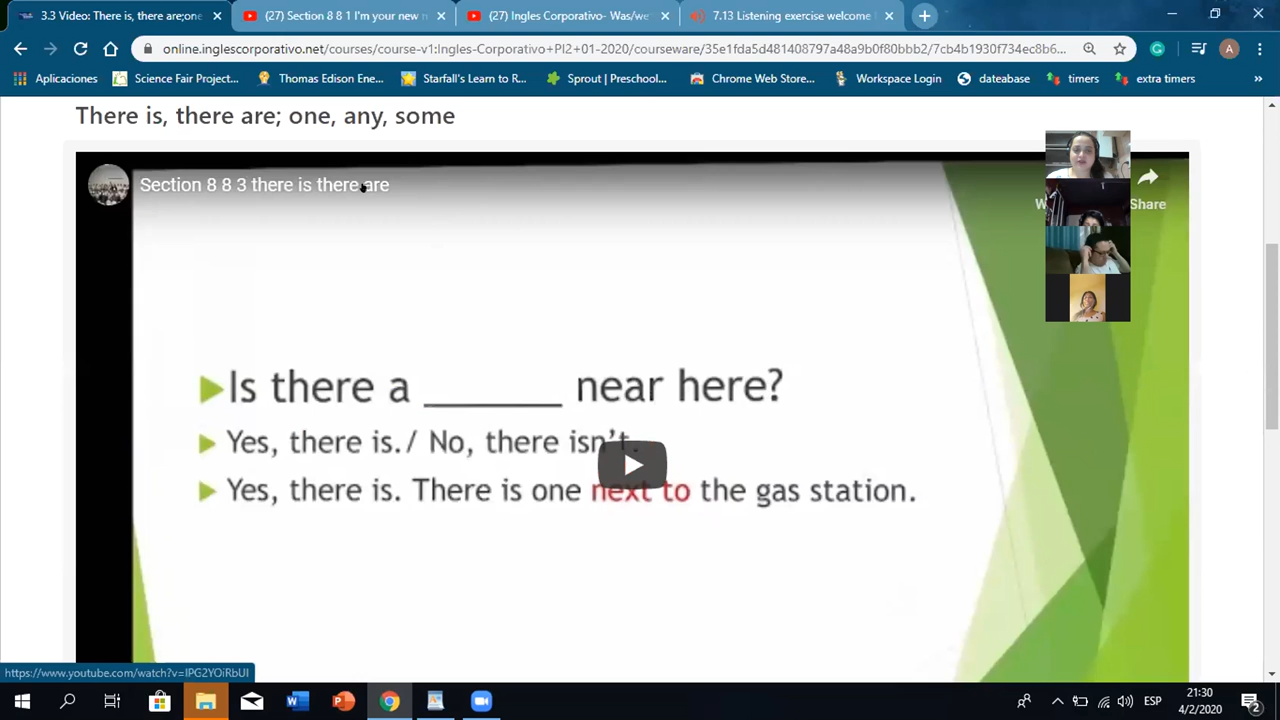 3.3 Video: There is, there are;one
(27) Section 8 8 1 I'm your new n
(27) Ingles Corporativo- Was/we
7.13 Listening exercise welcome
online.inglescorporativo.net/courses/course-v1:Ingles-Corporativo+PI2+01-2020/courseware/35e1fda5d481408797a48a9b0f80bbb2/7cb4b1930f734ec8b6...
A
Aplicaciones
Science Fair Project...
Thomas Edison Ene...
Starfall's Learn to R...
Sprout | Preschool...
Chrome Web Store...
Workspace Login
dateabase
timers
extra timers
»
There is, there are; one, any, some
Section 8 8 3 there is there are
W
Share
Is there a ______ near here?
Yes, there is./ No, there isn't.
Yes, there is. There is one next to the gas station.
https://www.youtube.com/watch?v=IPG2YOiRbUI
ESP
21:30
4/2/2020
2